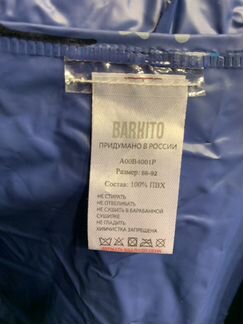 BARKITO
ПРИДУМАНО В РОССИИ
A00B4001P
Размер: 86-92
Состав: 100% ПВХ
НЕ СТИРАТЬ
НЕ ОТБЕЛИВАТЬ
НЕ СУШИТЬ В БАРАБАННОЙ
СУШИЛКЕ
НЕ ГЛАДИТЬ
ХИМЧИСТКА ЗАПРЕЩЕНА